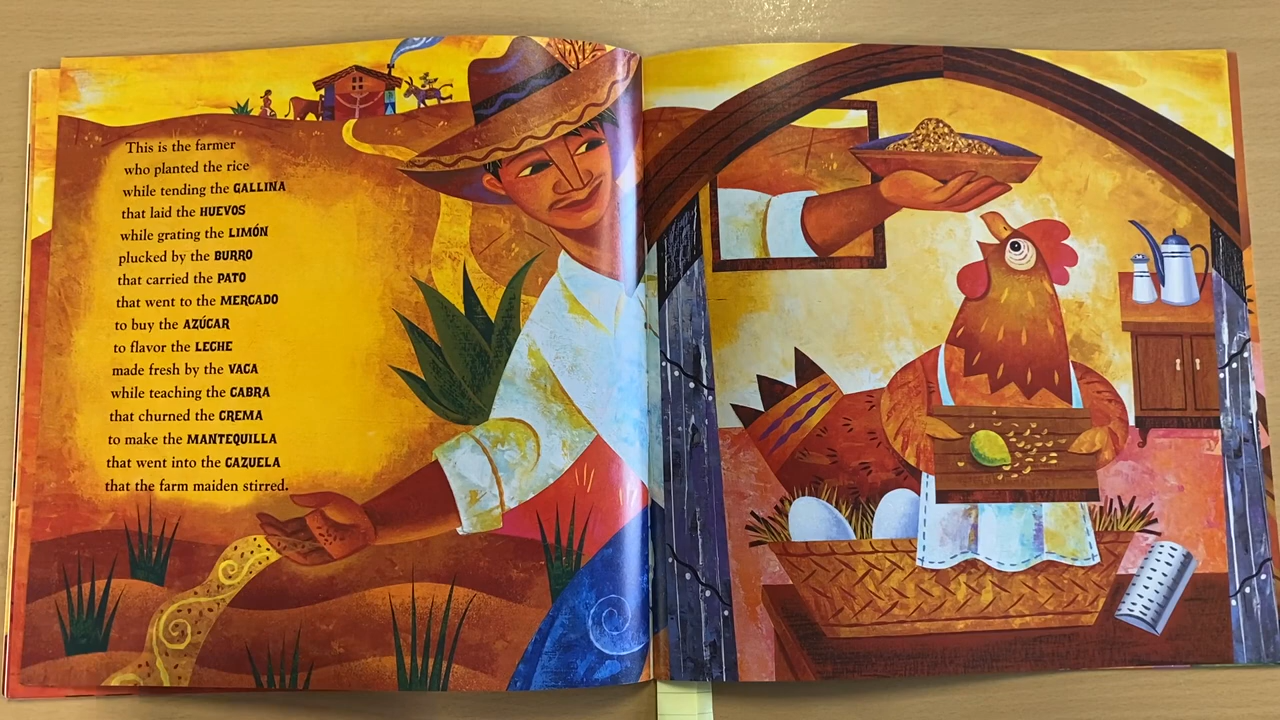 This is the farmer
who planted the rice
while tending the GALLINA
that laid the HUEVOS
while grating the LIMÓN
plucked by the BURRO
that carried the PATO
that went to the MERCADO
to buy the AZÚCAR
to flavor the LECHE
made fresh by the VACA
while teaching the CABRA
that churned the CREMA
to make the MANTEQUILLA
that went into the CAZUELA
that the farm maiden stirred.